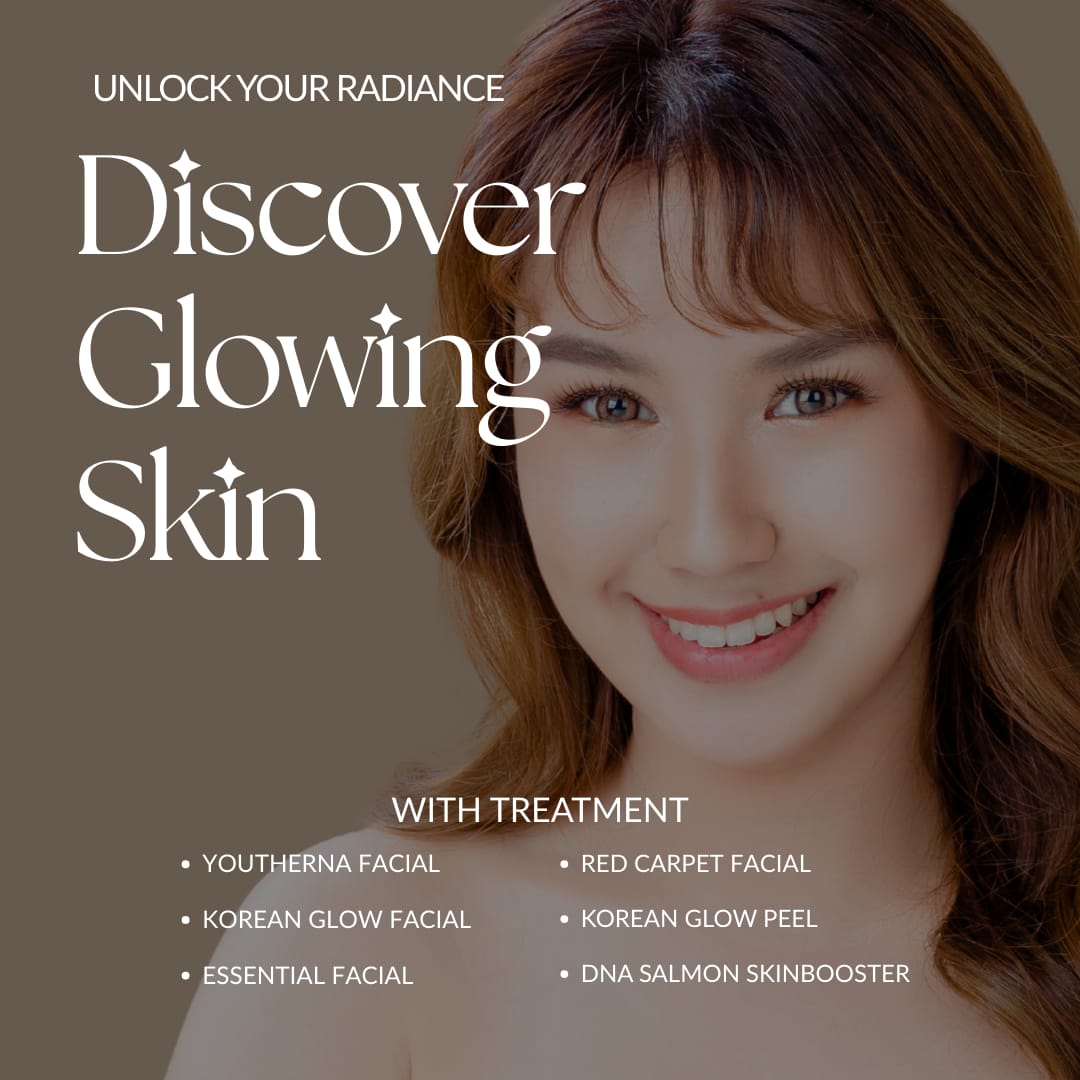 UNLOCK YOUR RADIANCE
Discover
Glowing
Skin
WITH TREATMENT
• YOUTHERNA FACIAL
• KOREAN GLOW FACIAL
• ESSENTIAL FACIAL
• RED CARPET FACIAL
• KOREAN GLOW PEEL
• DNA SALMON SKINBOOSTER